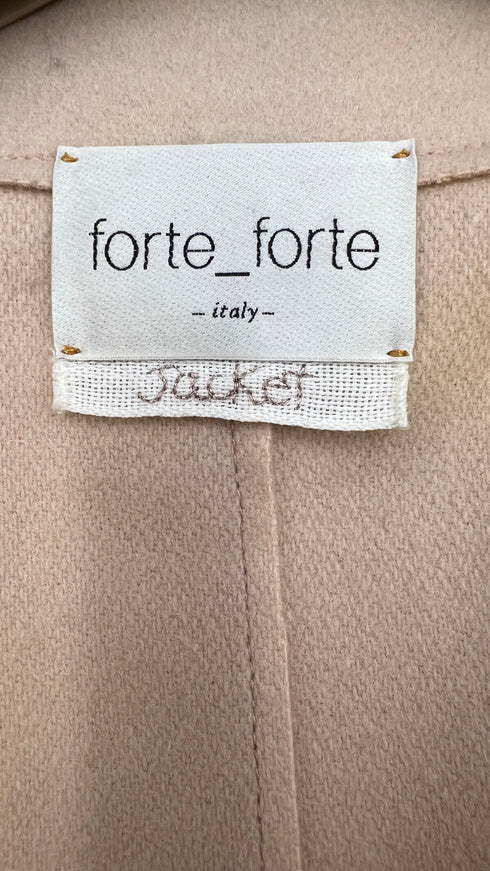 forte_forte
– italy –
Jacket